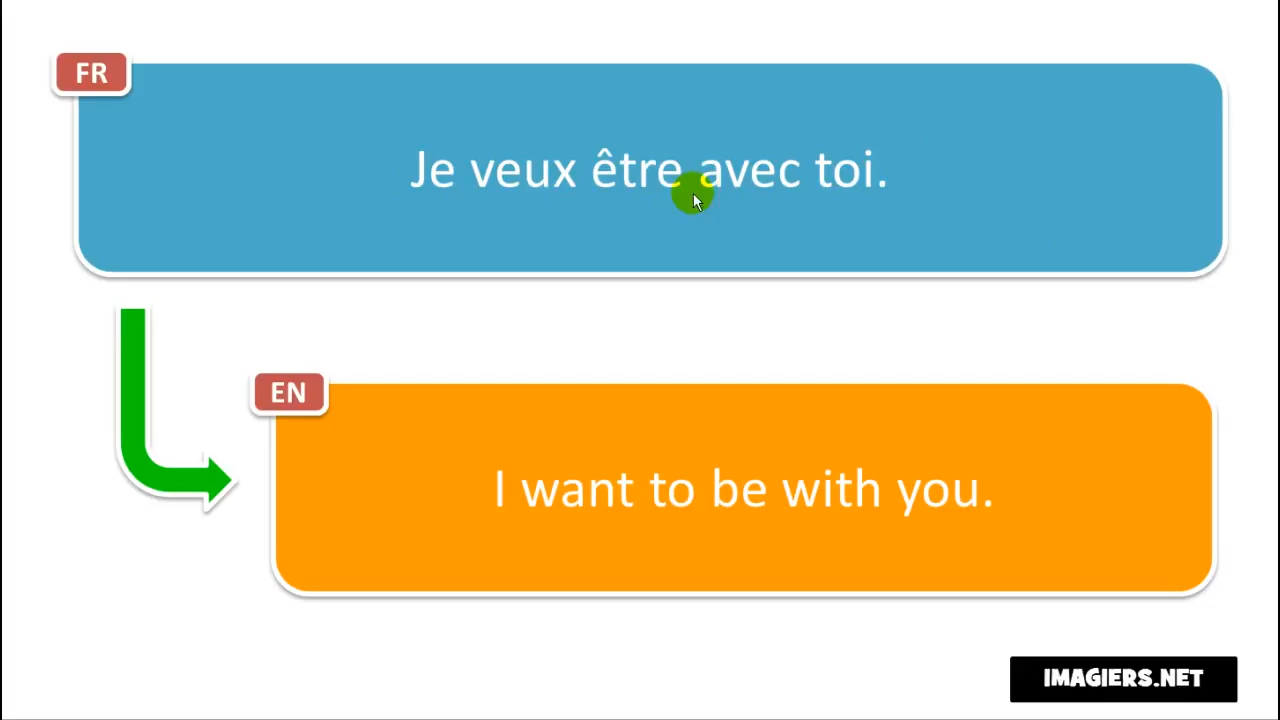 FR
Je veux être avec toi.
EN
I want to be with you.
IMAGIERS.NET